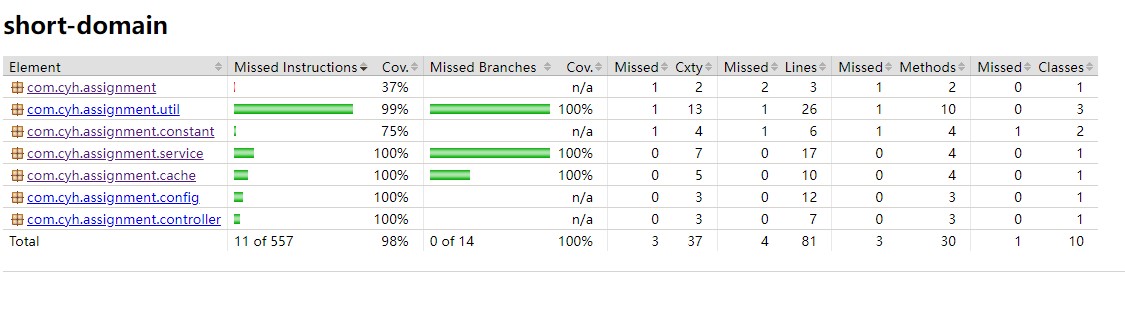 short-domain
Element Missed Instructions Cov. Missed Branches Cov. Missed Cxty Missed Lines Missed Methods Missed Classes
com.cyh.assignment 37% n/a 1 2 2 3 1 2 0 1
com.cyh.assignment.util 99% 100% 1 13 1 26 1 10 0 3
com.cyh.assignment.constant 75% n/a 1 4 1 6 1 4 1 2
com.cyh.assignment.service 100% 100% 0 7 0 17 0 4 0 1
com.cyh.assignment.cache 100% 100% 0 5 0 10 0 4 0 1
com.cyh.assignment.config 100% n/a 0 3 0 12 0 3 0 1
com.cyh.assignment.controller 100% n/a 0 3 0 7 0 3 0 1
Total 11 of 557 98% 0 of 14 100% 3 37 4 81 3 30 1 10